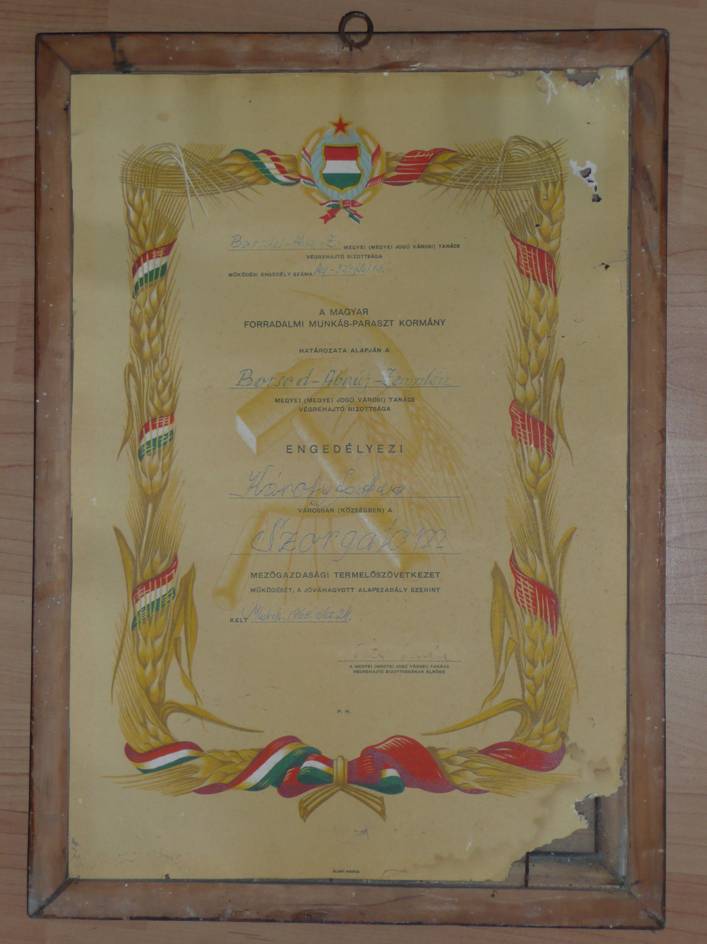 Borsod-Abaúj-Z. MEGYEI (MEGYEI JOGÚ VÁROSI) TANÁCS
VÉGREHAJTÓ BIZOTTSÁGA
MŰKÖDÉSI ENGEDÉLY SZÁMA:
A MAGYAR
FORRADALMI MUNKÁS-PARASZT KORMÁNY
HATÁROZATA ALAPJÁN A
Borsod-Abaúj-Zemplén
MEGYEI (MEGYEI JOGÚ VÁROSI) TANÁCS
VÉGREHAJTÓ BIZOTTSÁGA
ENGEDÉLYEZI
VÁROSBAN (KÖZSÉGBEN) A
Szorgalom
MEZŐGAZDASÁGI TERMELŐSZÖVETKEZET
MŰKÖDÉSÉT, A JÓVÁHAGYOTT ALAPSZABÁLY SZERINT
KELT
A MEGYEI (MEGYEI JOGÚ VÁROSI) TANÁCS
VÉGREHAJTÓ BIZOTTSÁGÁNAK ELNÖKE
P. H.